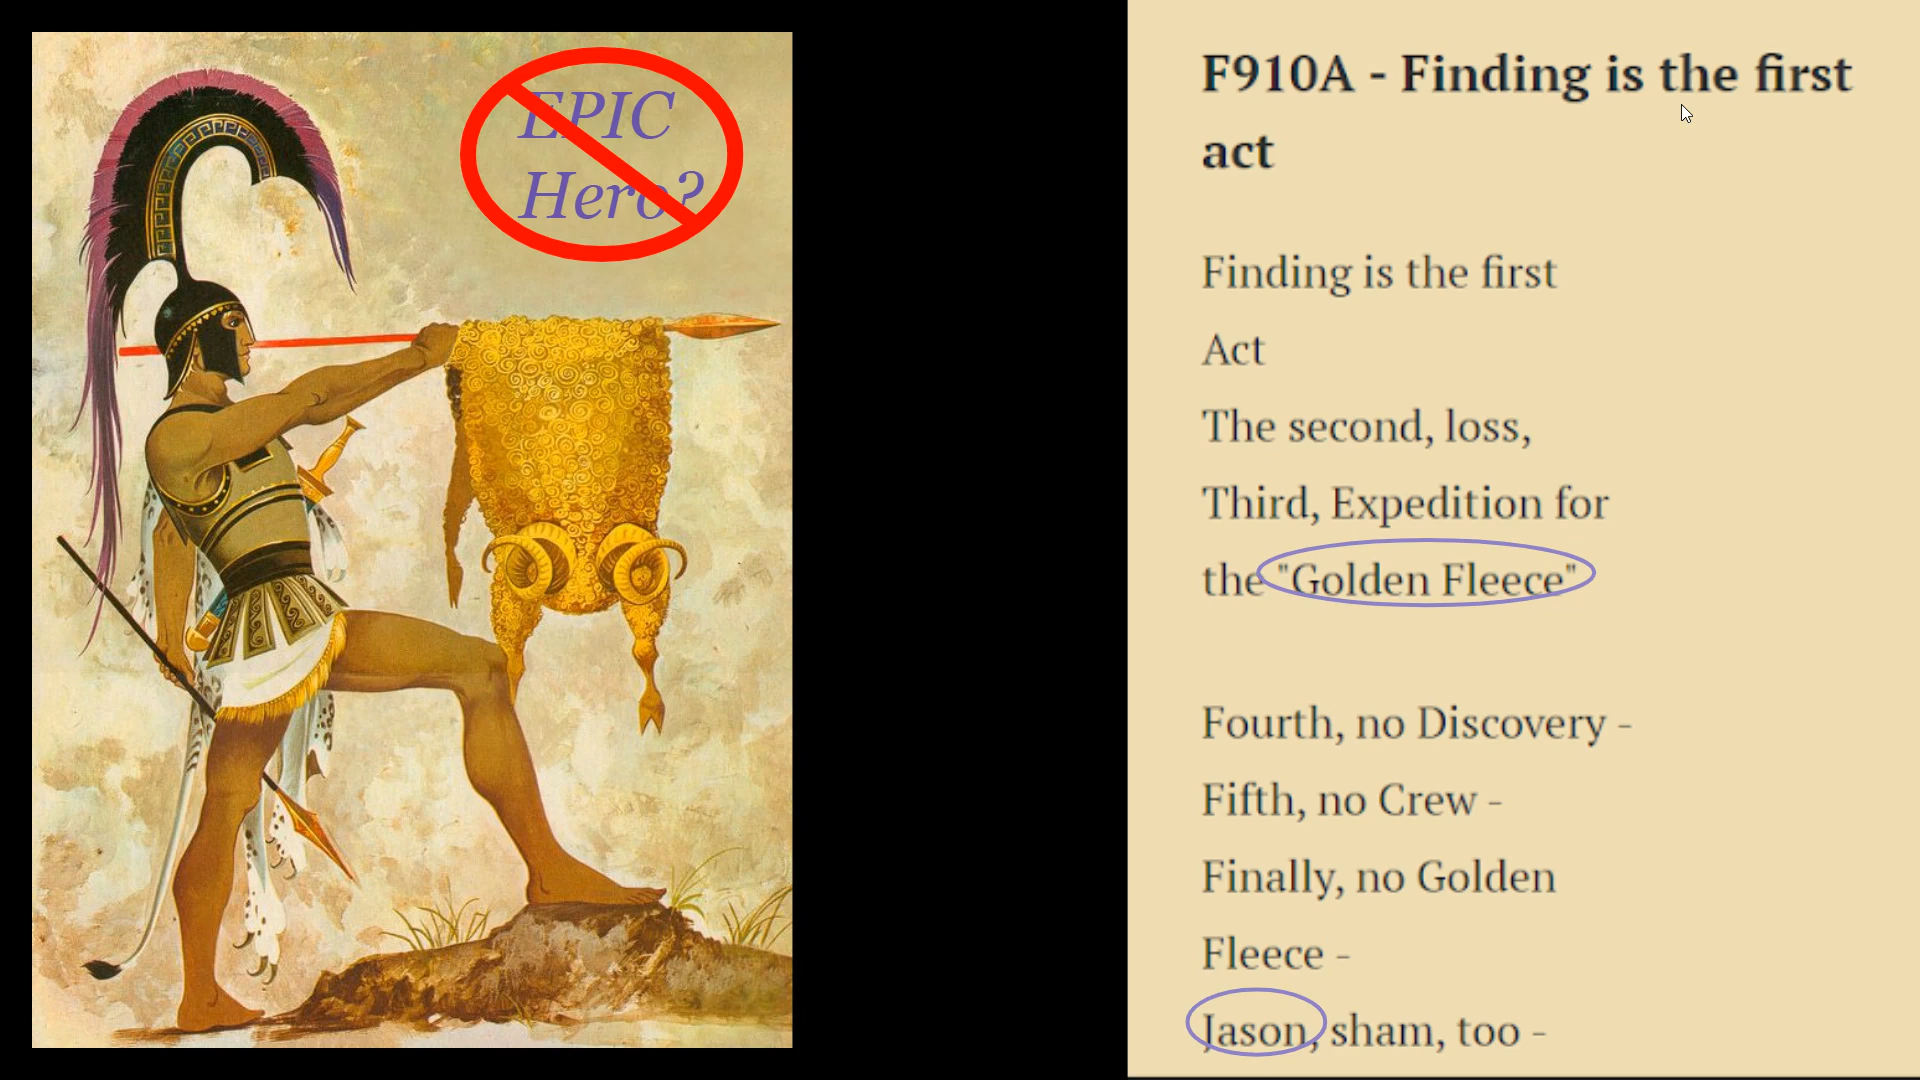 EPIC
Hero?
F910A - Finding is the first
act
Finding is the first
Act
The second, loss,
Third, Expedition for
the "Golden Fleece"
Fourth, no Discovery -
Fifth, no Crew -
Finally, no Golden
Fleece -
Jason, sham, too -